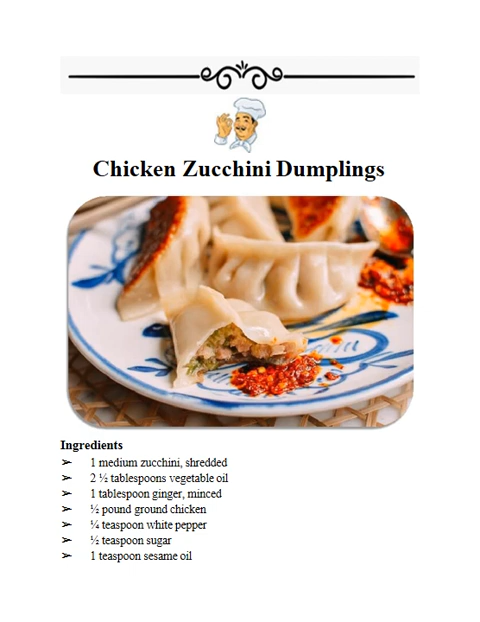 Chicken Zucchini Dumplings
Ingredients
➢ 1 medium zucchini, shredded
➢ 2 ½ tablespoons vegetable oil
➢ 1 tablespoon ginger, minced
➢ ½ pound ground chicken
➢ ¼ teaspoon white pepper
➢ ½ teaspoon sugar
➢ 1 teaspoon sesame oil